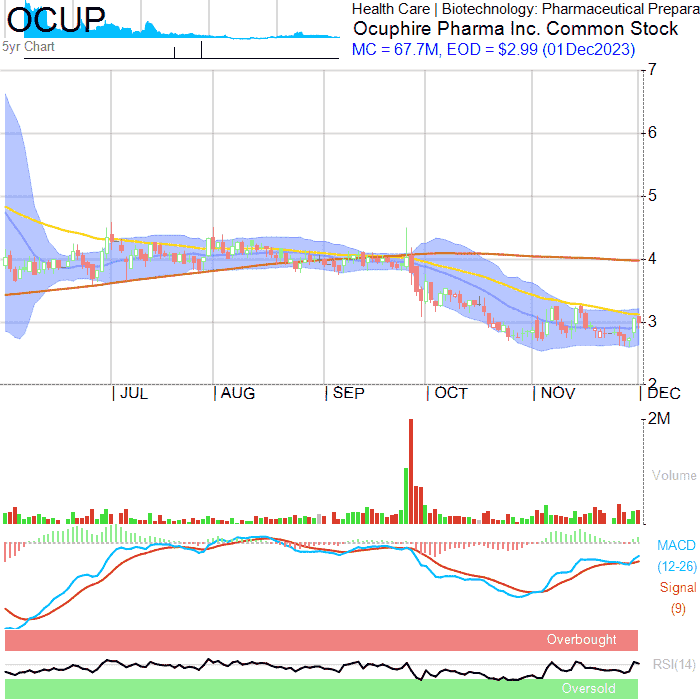 OCUP
Health Care | Biotechnology: Pharmaceutical Prepara
Ocuphire Pharma Inc. Common Stock
5yr Chart
MC = 67.7M, EOD = $2.99 (01Dec2023)
7
6
5
4
3
2
JUL
AUG
SEP
OCT
NOV
DEC
2M
Volume
MACD
(12-26)
Signal
(9)
Overbought
RSI(14)
Oversold